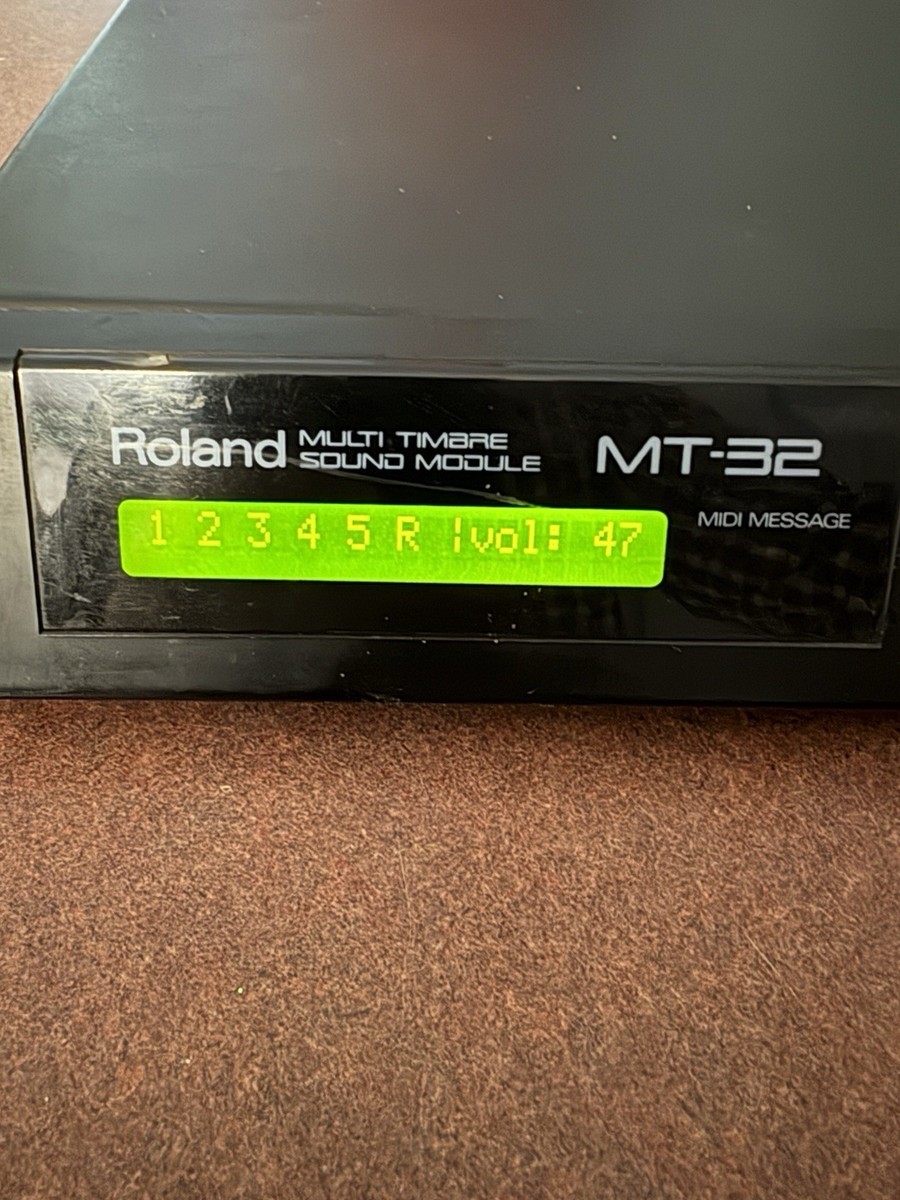 Roland MULTI TIMBRE SOUND MODULE MT-32
MIDI MESSAGE
1 2 3 4 5 R |vol: 47